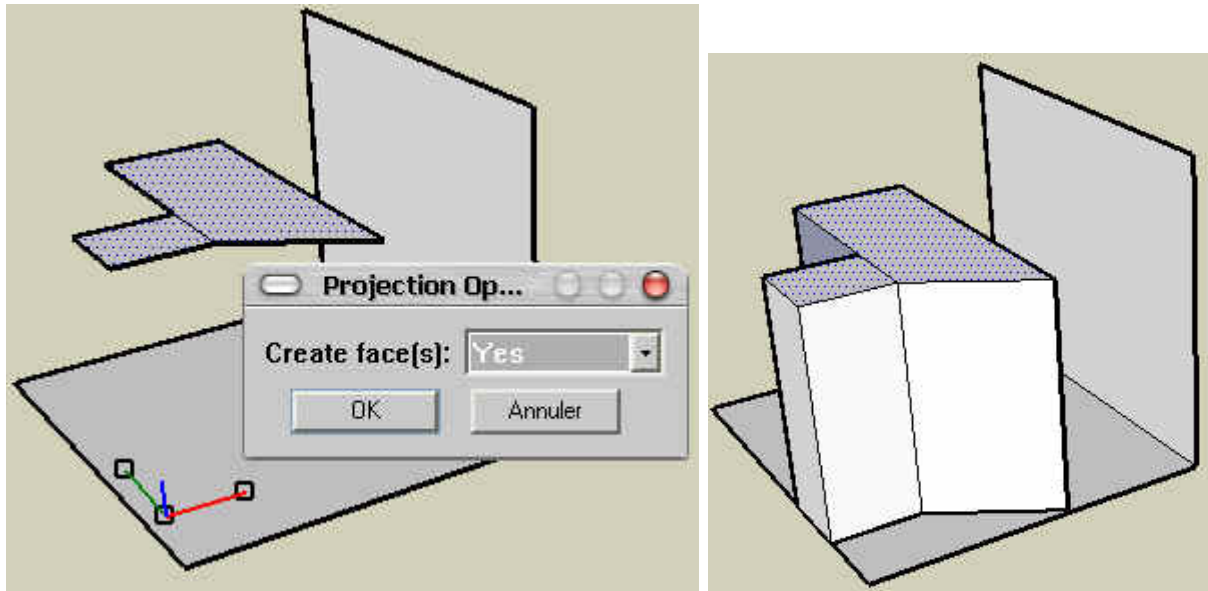 Projection Op...
Create face(s): Yes
OK Annuler